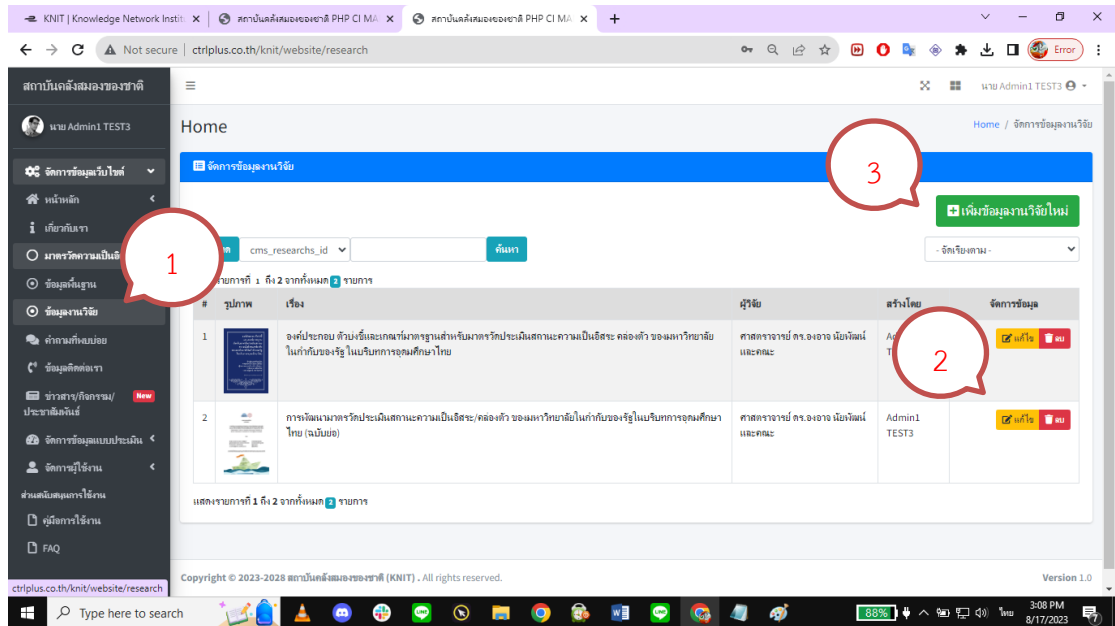 KNIT | Knowledge Network Instit
สถาบันคลังสมองของชาติ PHP CI MA
สถาบันคลังสมองของชาติ PHP CI MA
Not secure | ctrlplus.co.th/knit/website/research
Error
สถาบันคลังสมองของชาติ
นาย Admin1 TEST3
นาย Admin1 TEST3
Home
Home / จัดการข้อมูลงานวิจัย
จัดการข้อมูลเว็บไซต์
จัดการข้อมูลงานวิจัย
3
หน้าหลัก
เพิ่มข้อมูลงานวิจัยใหม่
เกี่ยวกับเรา
1
มาตรวัดความเป็นอิ
cms_researchs_id
ค้นหา
- จัดเรียงตาม -
ข้อมูลพื้นฐาน
รายการที่ 1 ถึง 2 จากทั้งหมด 2 รายการ
ข้อมูลงานวิจัย
# รูปภาพ เรื่อง ผู้วิจัย สร้างโดย จัดการข้อมูล
คำถามที่พบบ่อย
1 องค์ประกอบ ตัวบ่งชี้และเกณฑ์มาตรฐานสำหรับมาตรวัดประเมินสถานะความเป็นอิสระ คล่องตัว ของมหาวิทยาลัย ศาสตราจารย์ ดร.องอาจ นัยพัฒน์ แก้ไข ลบ
ในกำกับของรัฐ ในบริบทการอุดมศึกษาไทย และคณะ
2
ข้อมูลติดต่อเรา
ข่าวสาร/กิจกรรม/ New
ประชาสัมพันธ์
2 การพัฒนามาตรวัดประเมินสถานะความเป็นอิสระ/คล่องตัว ของมหาวิทยาลัยในกำกับของรัฐในบริบทการอุดมศึกษา ศาสตราจารย์ ดร.องอาจ นัยพัฒน์ Admin1 แก้ไข ลบ
ไทย (ฉบับย่อ) และคณะ TEST3
จัดการข้อมูลแบบประเมิน
จัดการผู้ใช้งาน
ส่วนสนับสนุนการใช้งาน
แสดงรายการที่ 1 ถึง 2 จากทั้งหมด 2 รายการ
คู่มือการใช้งาน
FAQ
Copyright © 2023-2028 สถาบันคลังสมองของชาติ (KNIT) . All rights reserved.
Version 1.0
ctrlplus.co.th/knit/website/research
Type here to search
88%
ไทย
3:08 PM
8/17/2023
7